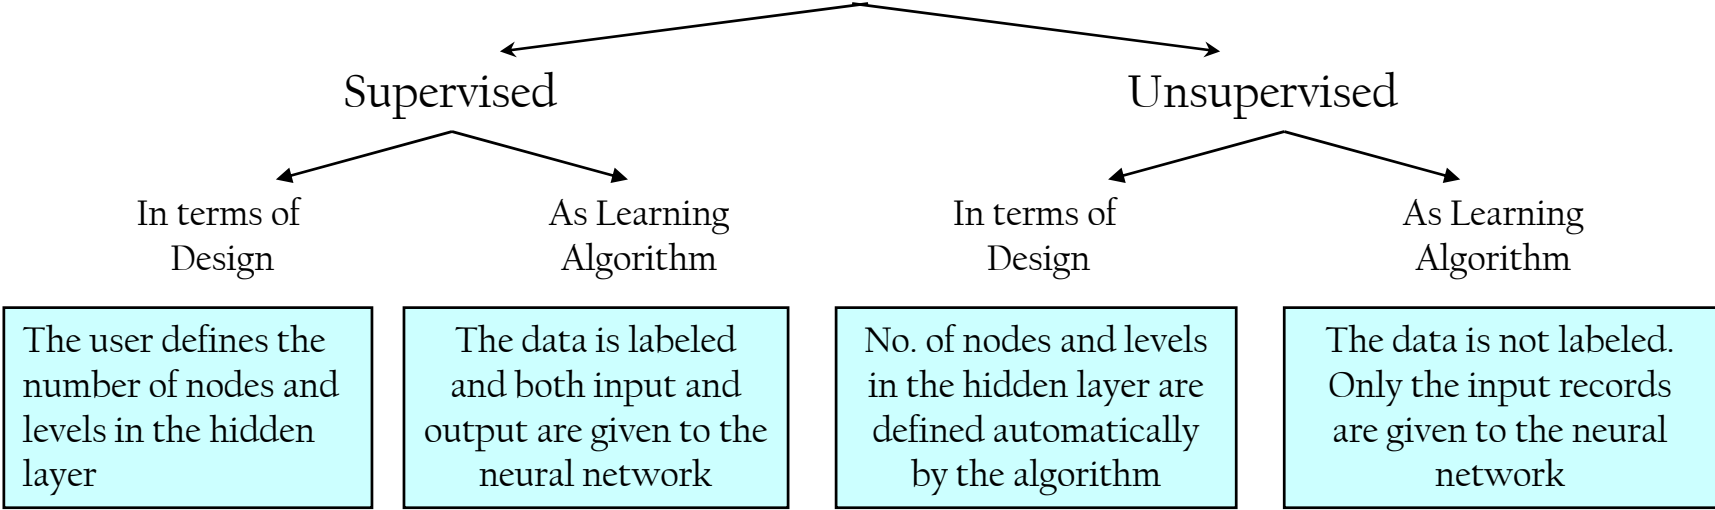 Supervised
Unsupervised
In terms of
Design
As Learning
Algorithm
In terms of
Design
As Learning
Algorithm
The user defines the
number of nodes and
levels in the hidden
layer
The data is labeled
and both input and
output are given to the
neural network
No. of nodes and levels
in the hidden layer are
defined automatically
by the algorithm
The data is not labeled.
Only the input records
are given to the neural
network